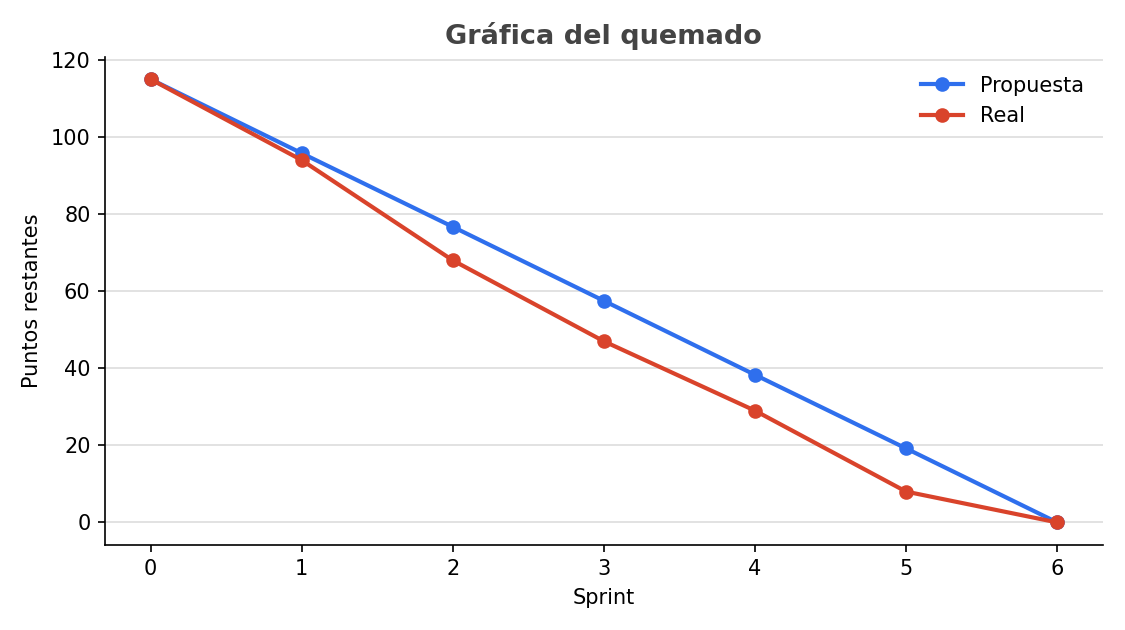 Gráfica del quemado
Propuesta
Real
Puntos restantes
120
100
80
60
40
20
0
0 1 2 3 4 5 6
Sprint